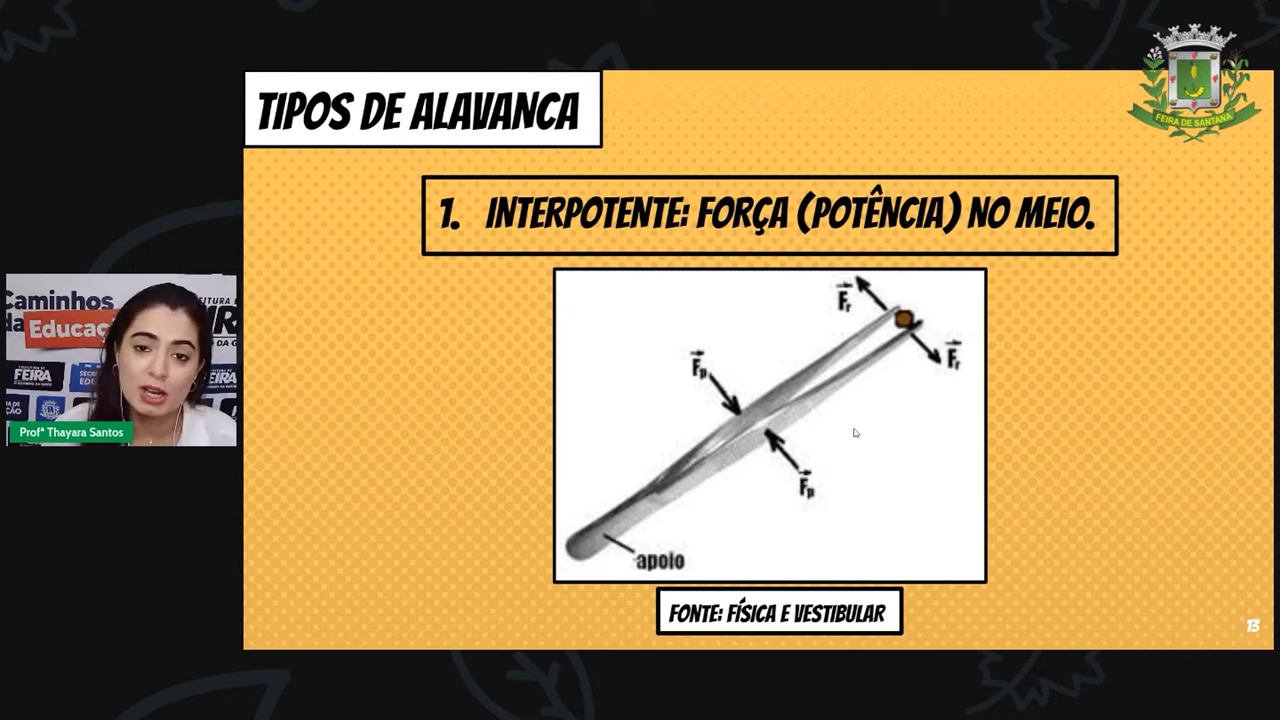 TIPOS DE ALAVANCA
FEIRA DE SANTANA
1. INTERPOTENTE: FORÇA (POTÊNCIA) NO MEIO.
Fr
Fr
Fp
Fp
apoio
FONTE: FÍSICA E VESTIBULAR
13
Caminhos
da Educaç
FEIRA
Profª Thayara Santos